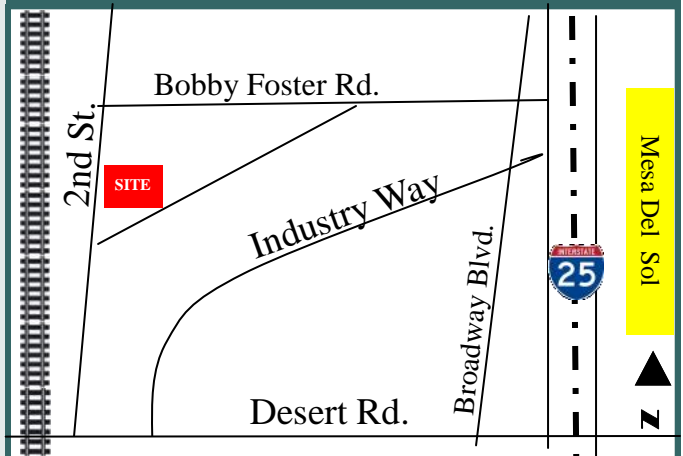 Bobby Foster Rd.
2nd St.
SITE
Mesa Del Sol
Industry Way
Broadway Blvd.
INTERSTATE
25
Desert Rd.
N